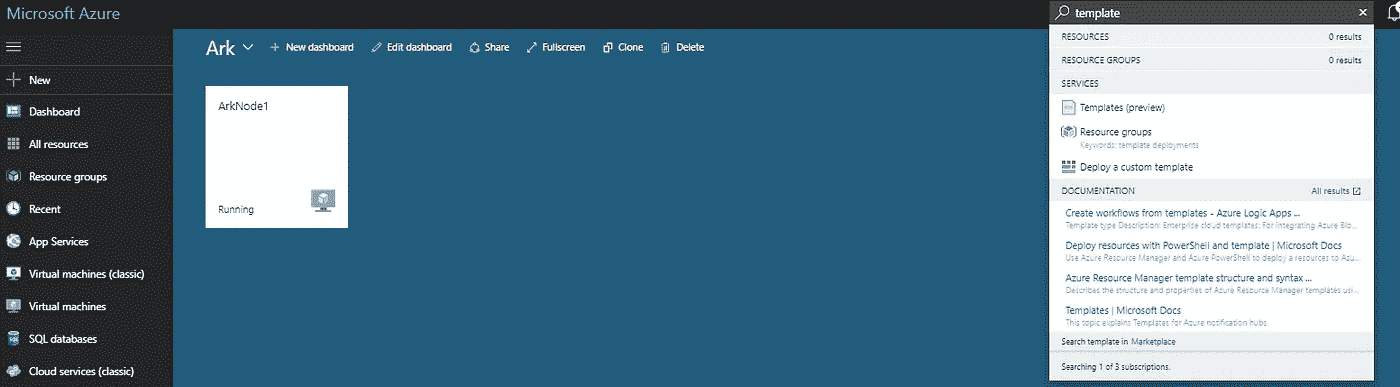 Microsoft Azure
template
New
Dashboard
All resources
Resource groups
Recent
App Services
Virtual machines (classic)
Virtual machines
SQL databases
Cloud services (classic)
Ark
New dashboard
Edit dashboard
Share
Fullscreen
Clone
Delete
ArkNode1
Running
RESOURCES 0 results
RESOURCE GROUPS 0 results
SERVICES
Templates (preview)
Resource groups
Keywords: template deployments
Deploy a custom template
DOCUMENTATION All results
Create workflows from templates - Azure Logic Apps ...
Template type Description: Enterprise cloud templates: For integrating Azure Blo...
Deploy resources with PowerShell and template | Microsoft Docs
Use Azure Resource Manager and Azure PowerShell to deploy a resources to Azu...
Azure Resource Manager template structure and syntax ...
Describes the structure and properties of Azure Resource Manager templates usi...
Templates | Microsoft Docs
This topic explains Templates for Azure notification hubs
Search template in Marketplace
Searching 1 of 3 subscriptions.